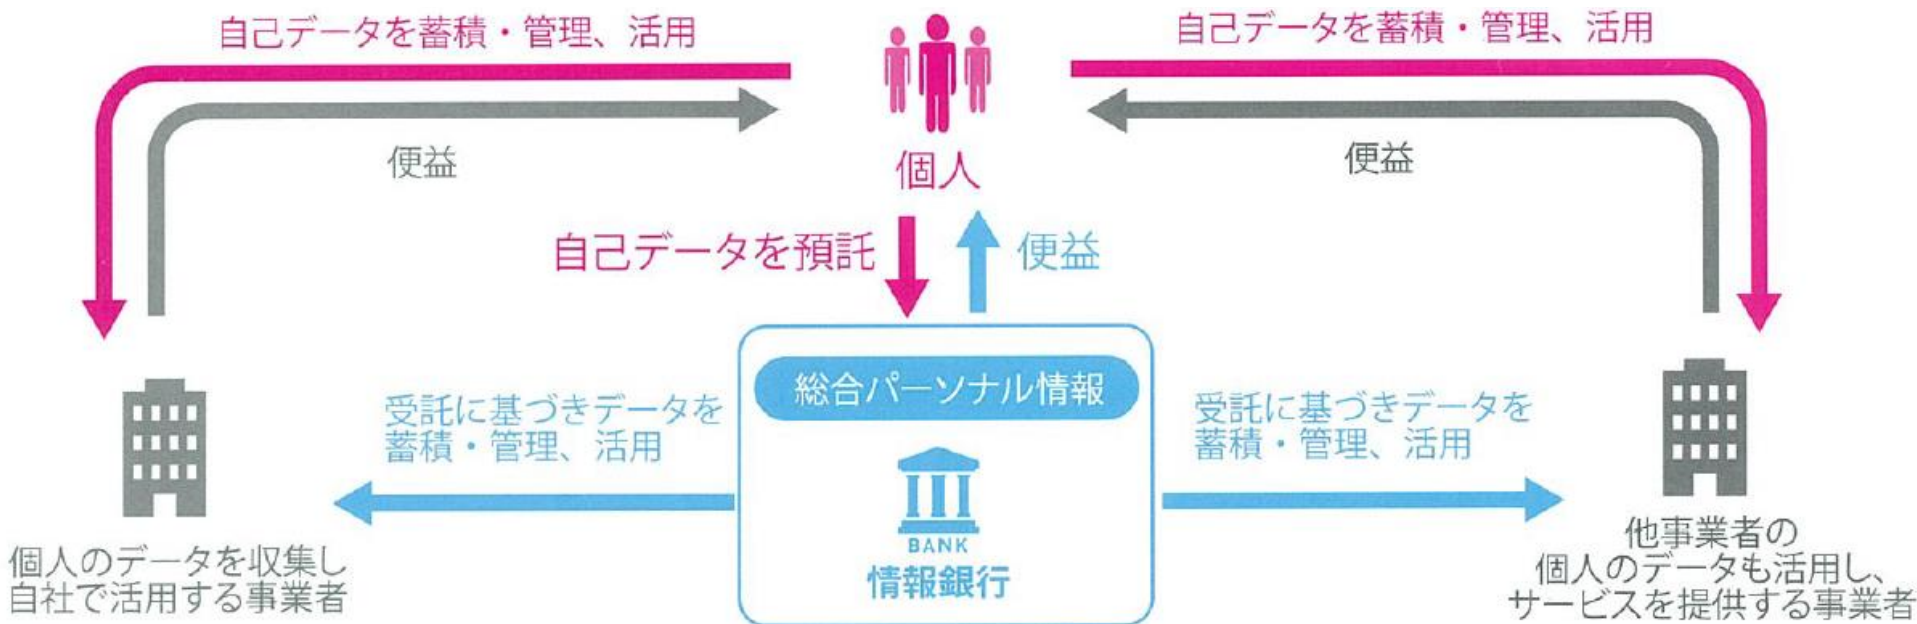 自己データを蓄積・管理、活用
自己データを蓄積・管理、活用
便益
便益
個人
自己データを預託
便益
総合パーソナル情報
受託に基づきデータを
蓄積・管理、活用
受託に基づきデータを
蓄積・管理、活用
BANK
情報銀行
個人のデータを収集し
自社で活用する事業者
他事業者の
個人のデータも活用し、
サービスを提供する事業者